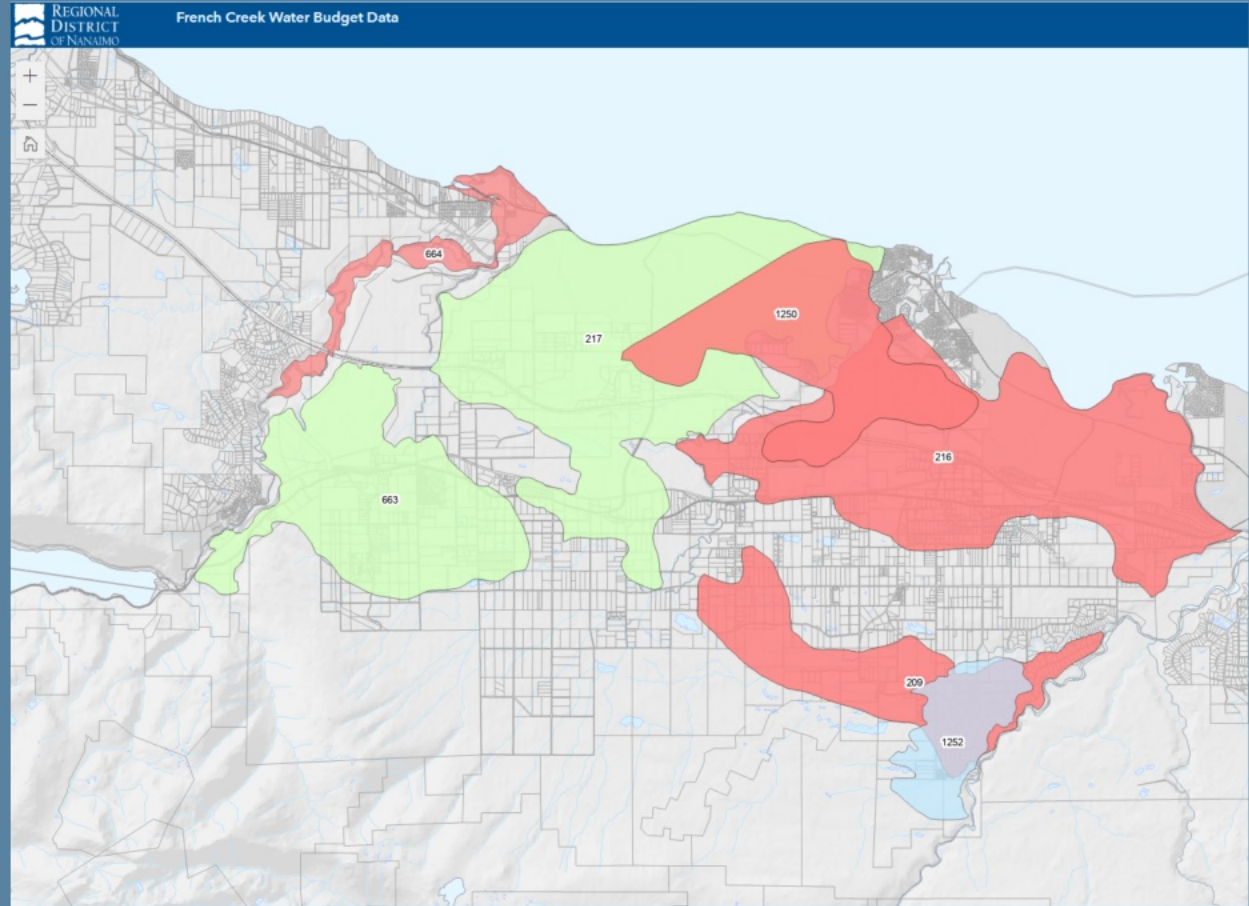 REGIONAL
DISTRICT
OF NANAIMO
French Creek Water Budget Data
+
−
664
1250
217
216
663
209
1252